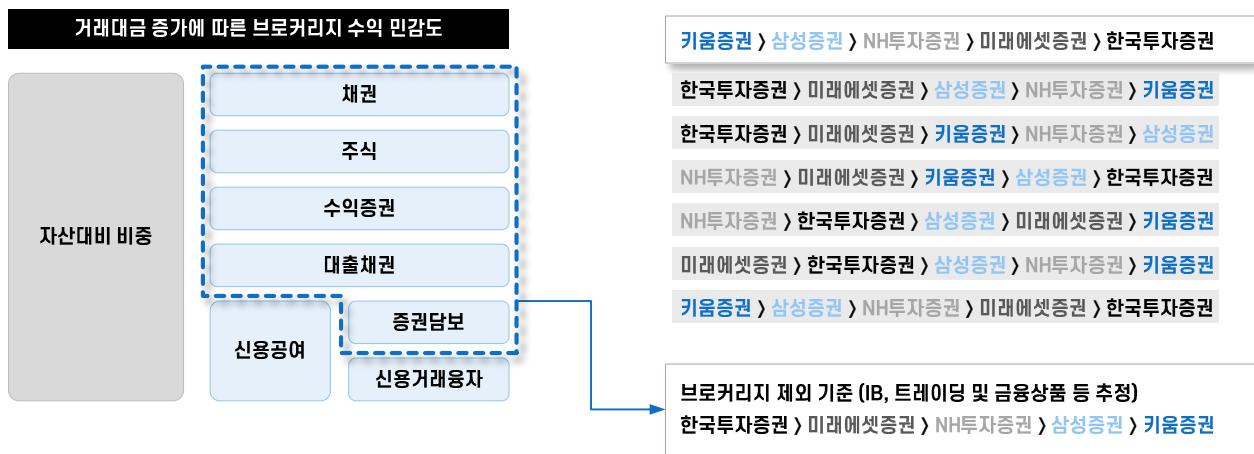 거래대금 증가에 따른 브로커리지 수익 민감도
키움증권 > 삼성증권 > NH투자증권 > 미래에셋증권 > 한국투자증권
자산대비 비중
채권
한국투자증권 > 미래에셋증권 > 삼성증권 > NH투자증권 > 키움증권
주식
한국투자증권 > 미래에셋증권 > 키움증권 > NH투자증권 > 삼성증권
수익증권
NH투자증권 > 미래에셋증권 > 키움증권 > 삼성증권 > 한국투자증권
대출채권
NH투자증권 > 한국투자증권 > 삼성증권 > 미래에셋증권 > 키움증권
신용공여
증권담보
미래에셋증권 > 한국투자증권 > 삼성증권 > NH투자증권 > 키움증권
신용거래융자
키움증권 > 삼성증권 > NH투자증권 > 미래에셋증권 > 한국투자증권
브로커리지 제외 기준 (IB, 트레이딩 및 금융상품 등 추정)
한국투자증권 > 미래에셋증권 > NH투자증권 > 삼성증권 > 키움증권